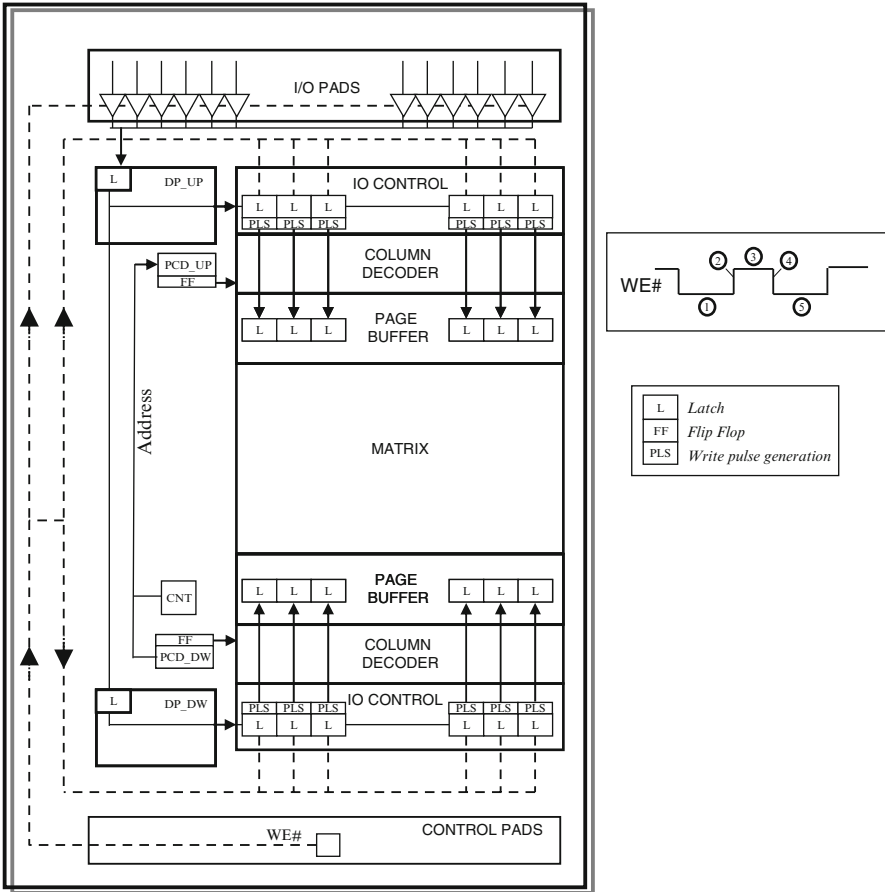 I/O PADS
L DP_UP
IO CONTROL
L L L L L L
PLS PLS PLS PLS PLS PLS
PCD_UP
FF
COLUMN
DECODER
PAGE
BUFFER
L L L L L L
Address
MATRIX
CNT
PAGE
BUFFER
L L L L L L
FF
PCD_DW
COLUMN
DECODER
L DP_DW
IO CONTROL
PLS PLS PLS PLS PLS PLS
L L L L L L
WE#
CONTROL PADS
WE#
2 3 4
1 5
L Latch
FF Flip Flop
PLS Write pulse generation